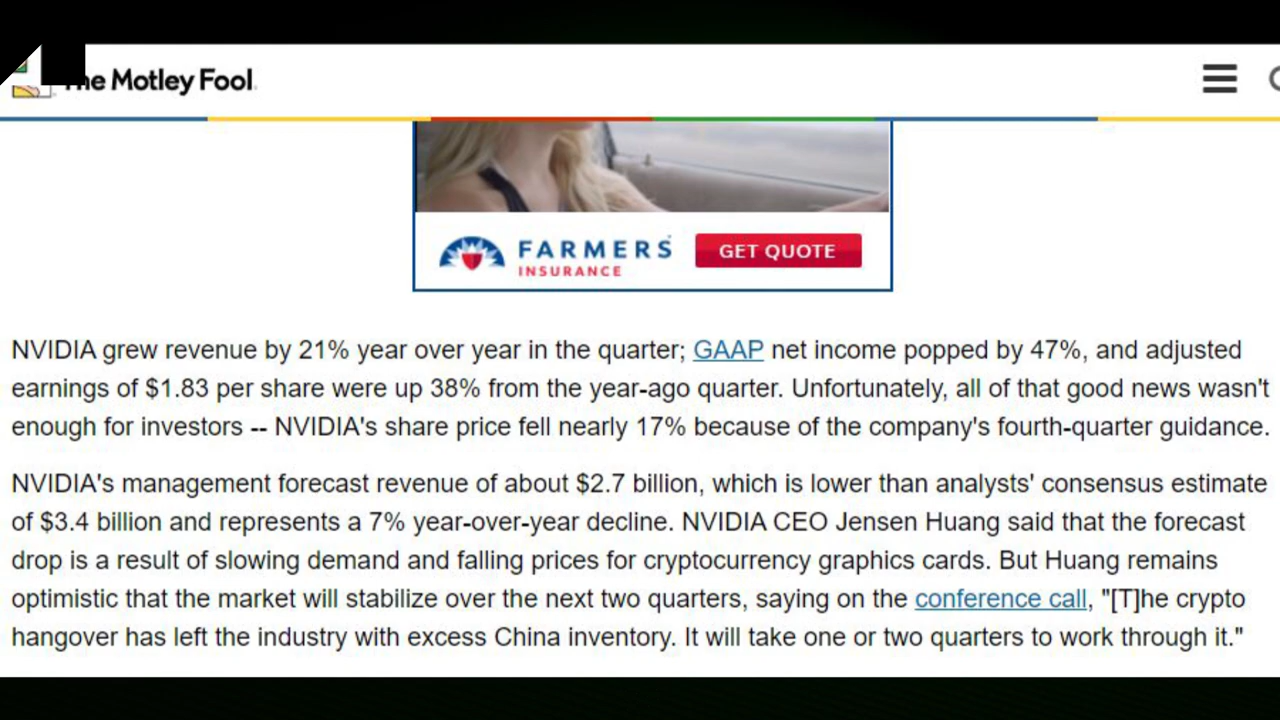 The Motley Fool
FARMERS
INSURANCE
GET QUOTE
NVIDIA grew revenue by 21% year over year in the quarter; GAAP net income popped by 47%, and adjusted
earnings of $1.83 per share were up 38% from the year-ago quarter. Unfortunately, all of that good news wasn't
enough for investors -- NVIDIA's share price fell nearly 17% because of the company's fourth-quarter guidance.
NVIDIA's management forecast revenue of about $2.7 billion, which is lower than analysts' consensus estimate
of $3.4 billion and represents a 7% year-over-year decline. NVIDIA CEO Jensen Huang said that the forecast
drop is a result of slowing demand and falling prices for cryptocurrency graphics cards. But Huang remains
optimistic that the market will stabilize over the next two quarters, saying on the conference call, "[T]he crypto
hangover has left the industry with excess China inventory. It will take one or two quarters to work through it."